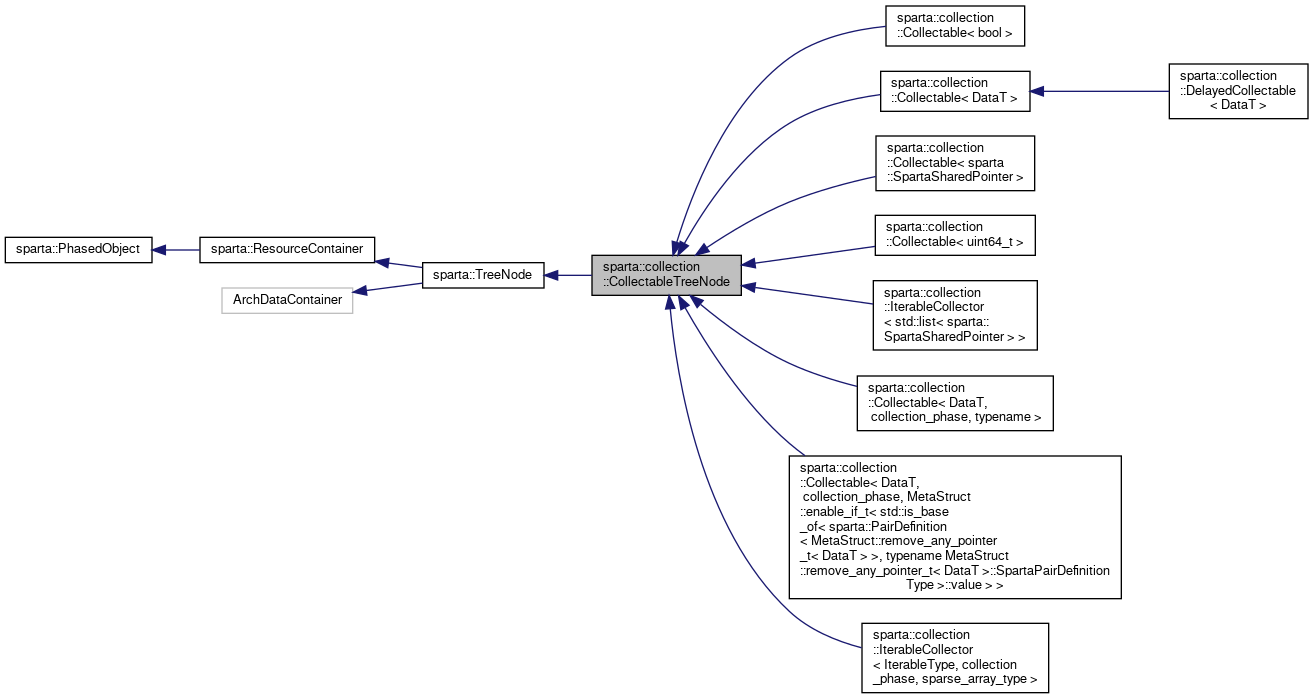 sparta::PhasedObject
sparta::ResourceContainer
ArchDataContainer
sparta::TreeNode
sparta::collection
::CollectableTreeNode
sparta::collection
::Collectable< bool >
sparta::collection
::Collectable< DataT >
sparta::collection
::DelayedCollectable
< DataT >
sparta::collection
::Collectable< sparta
::SpartaSharedPointer >
sparta::collection
::Collectable< uint64_t >
sparta::collection
::IterableCollector
< std::list< sparta::
SpartaSharedPointer > >
sparta::collection
::Collectable< DataT,
collection_phase, typename >
sparta::collection
::Collectable< DataT,
collection_phase, MetaStruct
::enable_if_t< std::is_base
_of< sparta::PairDefinition
< MetaStruct::remove_any_pointer
_t< DataT > >, typename MetaStruct
::remove_any_pointer_t< DataT >::SpartaPairDefinition
Type >::value > >
sparta::collection
::IterableCollector
< IterableType, collection
_phase, sparse_array_type >